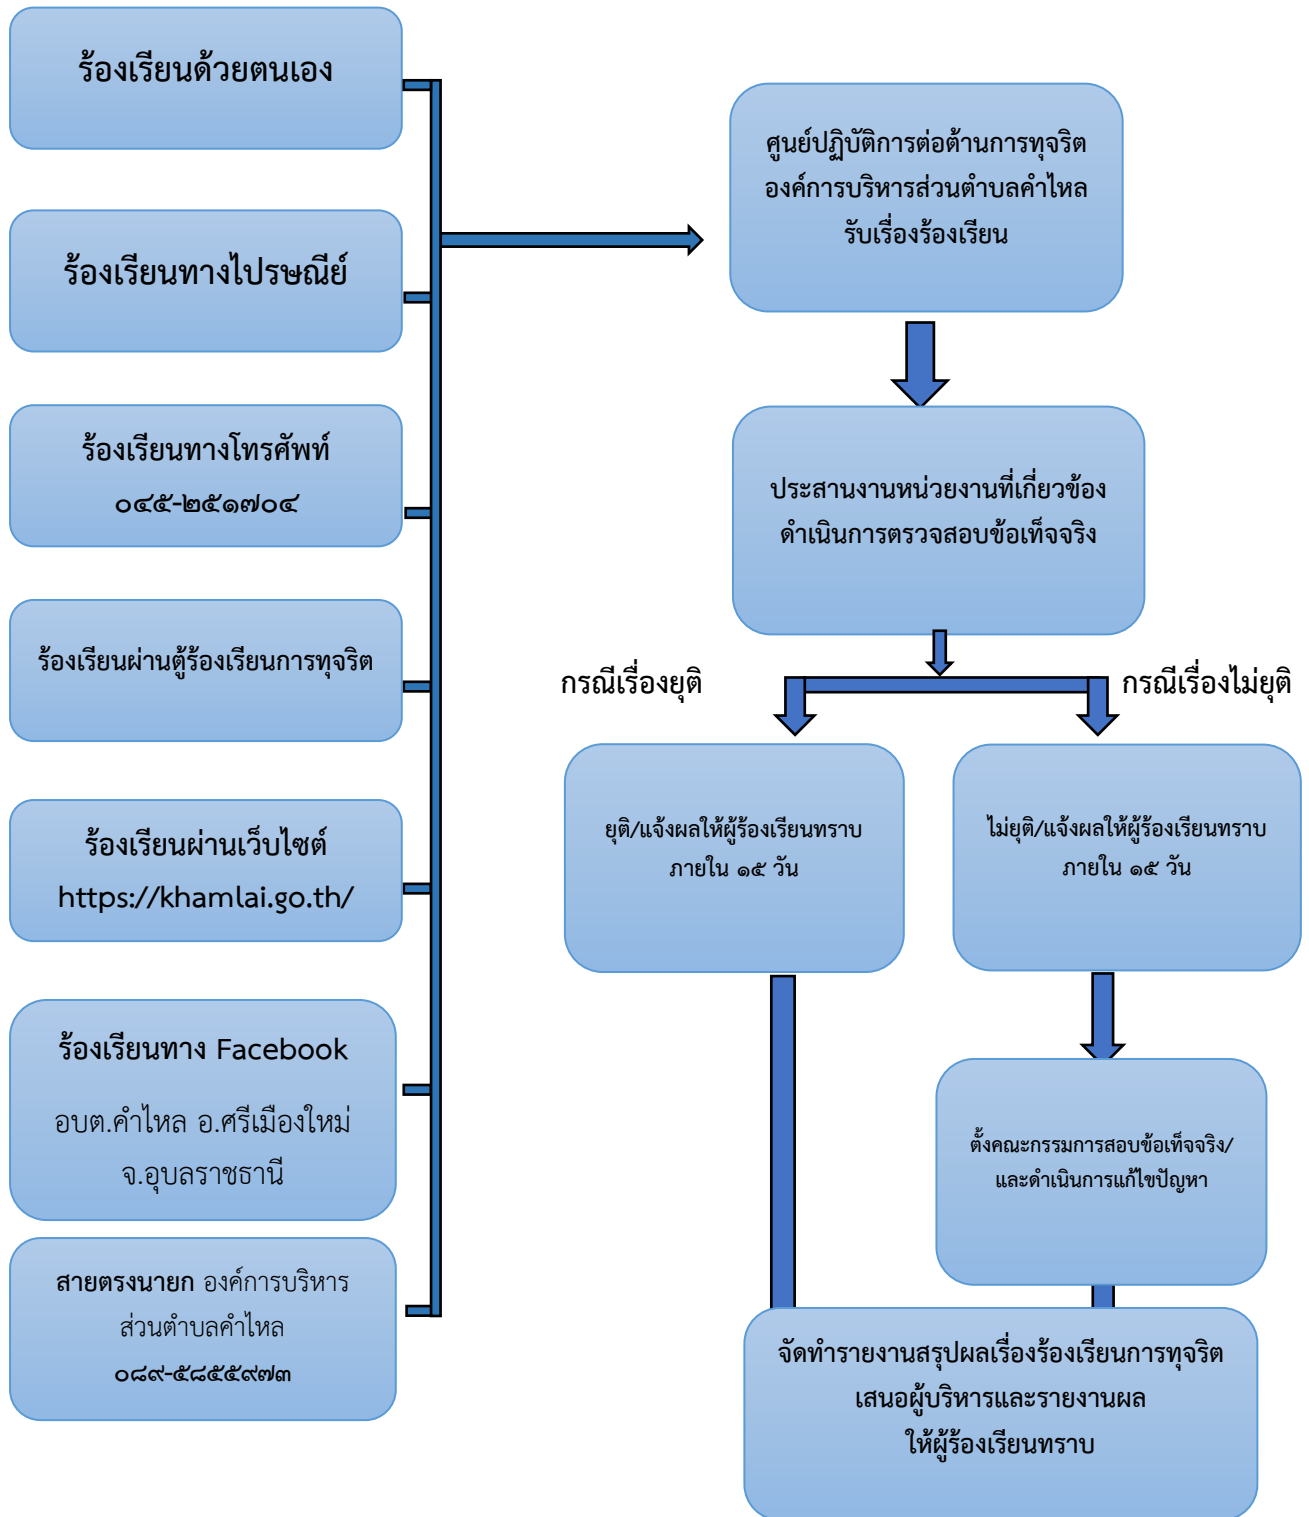 ร้องเรียนด้วยตนเอง
ร้องเรียนทางไปรษณีย์
ร้องเรียนทางโทรศัพท์
๐๔๕-๒๕๑๗๐๔
ร้องเรียนผ่านตู้ร้องเรียนการทุจริต
ร้องเรียนผ่านเว็บไซต์
https://khamlai.go.th/
ร้องเรียนทาง Facebook
อบต.คำไหล อ.ศรีเมืองใหม่
จ.อุบลราชธานี
สายตรงนายก องค์การบริหาร
ส่วนตำบลคำไหล
๐๘๙-๕๘๕๕๙๗๓
ศูนย์ปฏิบัติการต่อต้านการทุจริต
องค์การบริหารส่วนตำบลคำไหล
รับเรื่องร้องเรียน
ประสานงานหน่วยงานที่เกี่ยวข้อง
ดำเนินการตรวจสอบข้อเท็จจริง
กรณีเรื่องยุติ
กรณีเรื่องไม่ยุติ
ยุติ/แจ้งผลให้ผู้ร้องเรียนทราบ
ภายใน ๑๕ วัน
ไม่ยุติ/แจ้งผลให้ผู้ร้องเรียนทราบ
ภายใน ๑๕ วัน
ตั้งคณะกรรมการสอบข้อเท็จจริง/
และดำเนินการแก้ไขปัญหา
จัดทำรายงานสรุปผลเรื่องร้องเรียนการทุจริต
เสนอผู้บริหารและรายงานผล
ให้ผู้ร้องเรียนทราบ